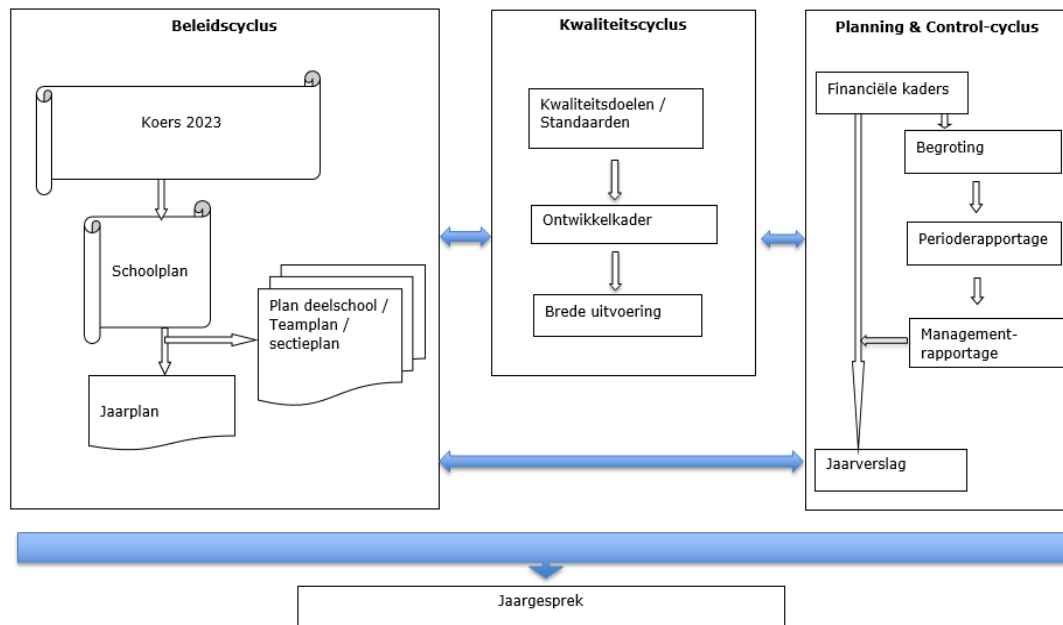 Beleidscyclus
Koers 2023
Schoolplan
Plan deelschool /
Teamplan /
sectieplan
Jaarplan
Kwaliteitscyclus
Kwaliteitsdoelen /
Standaarden
Ontwikkelkader
Brede uitvoering
Planning & Control-cyclus
Financiële kaders
Begroting
Perioderapportage
Management-
rapportage
Jaarverslag
Jaargesprek